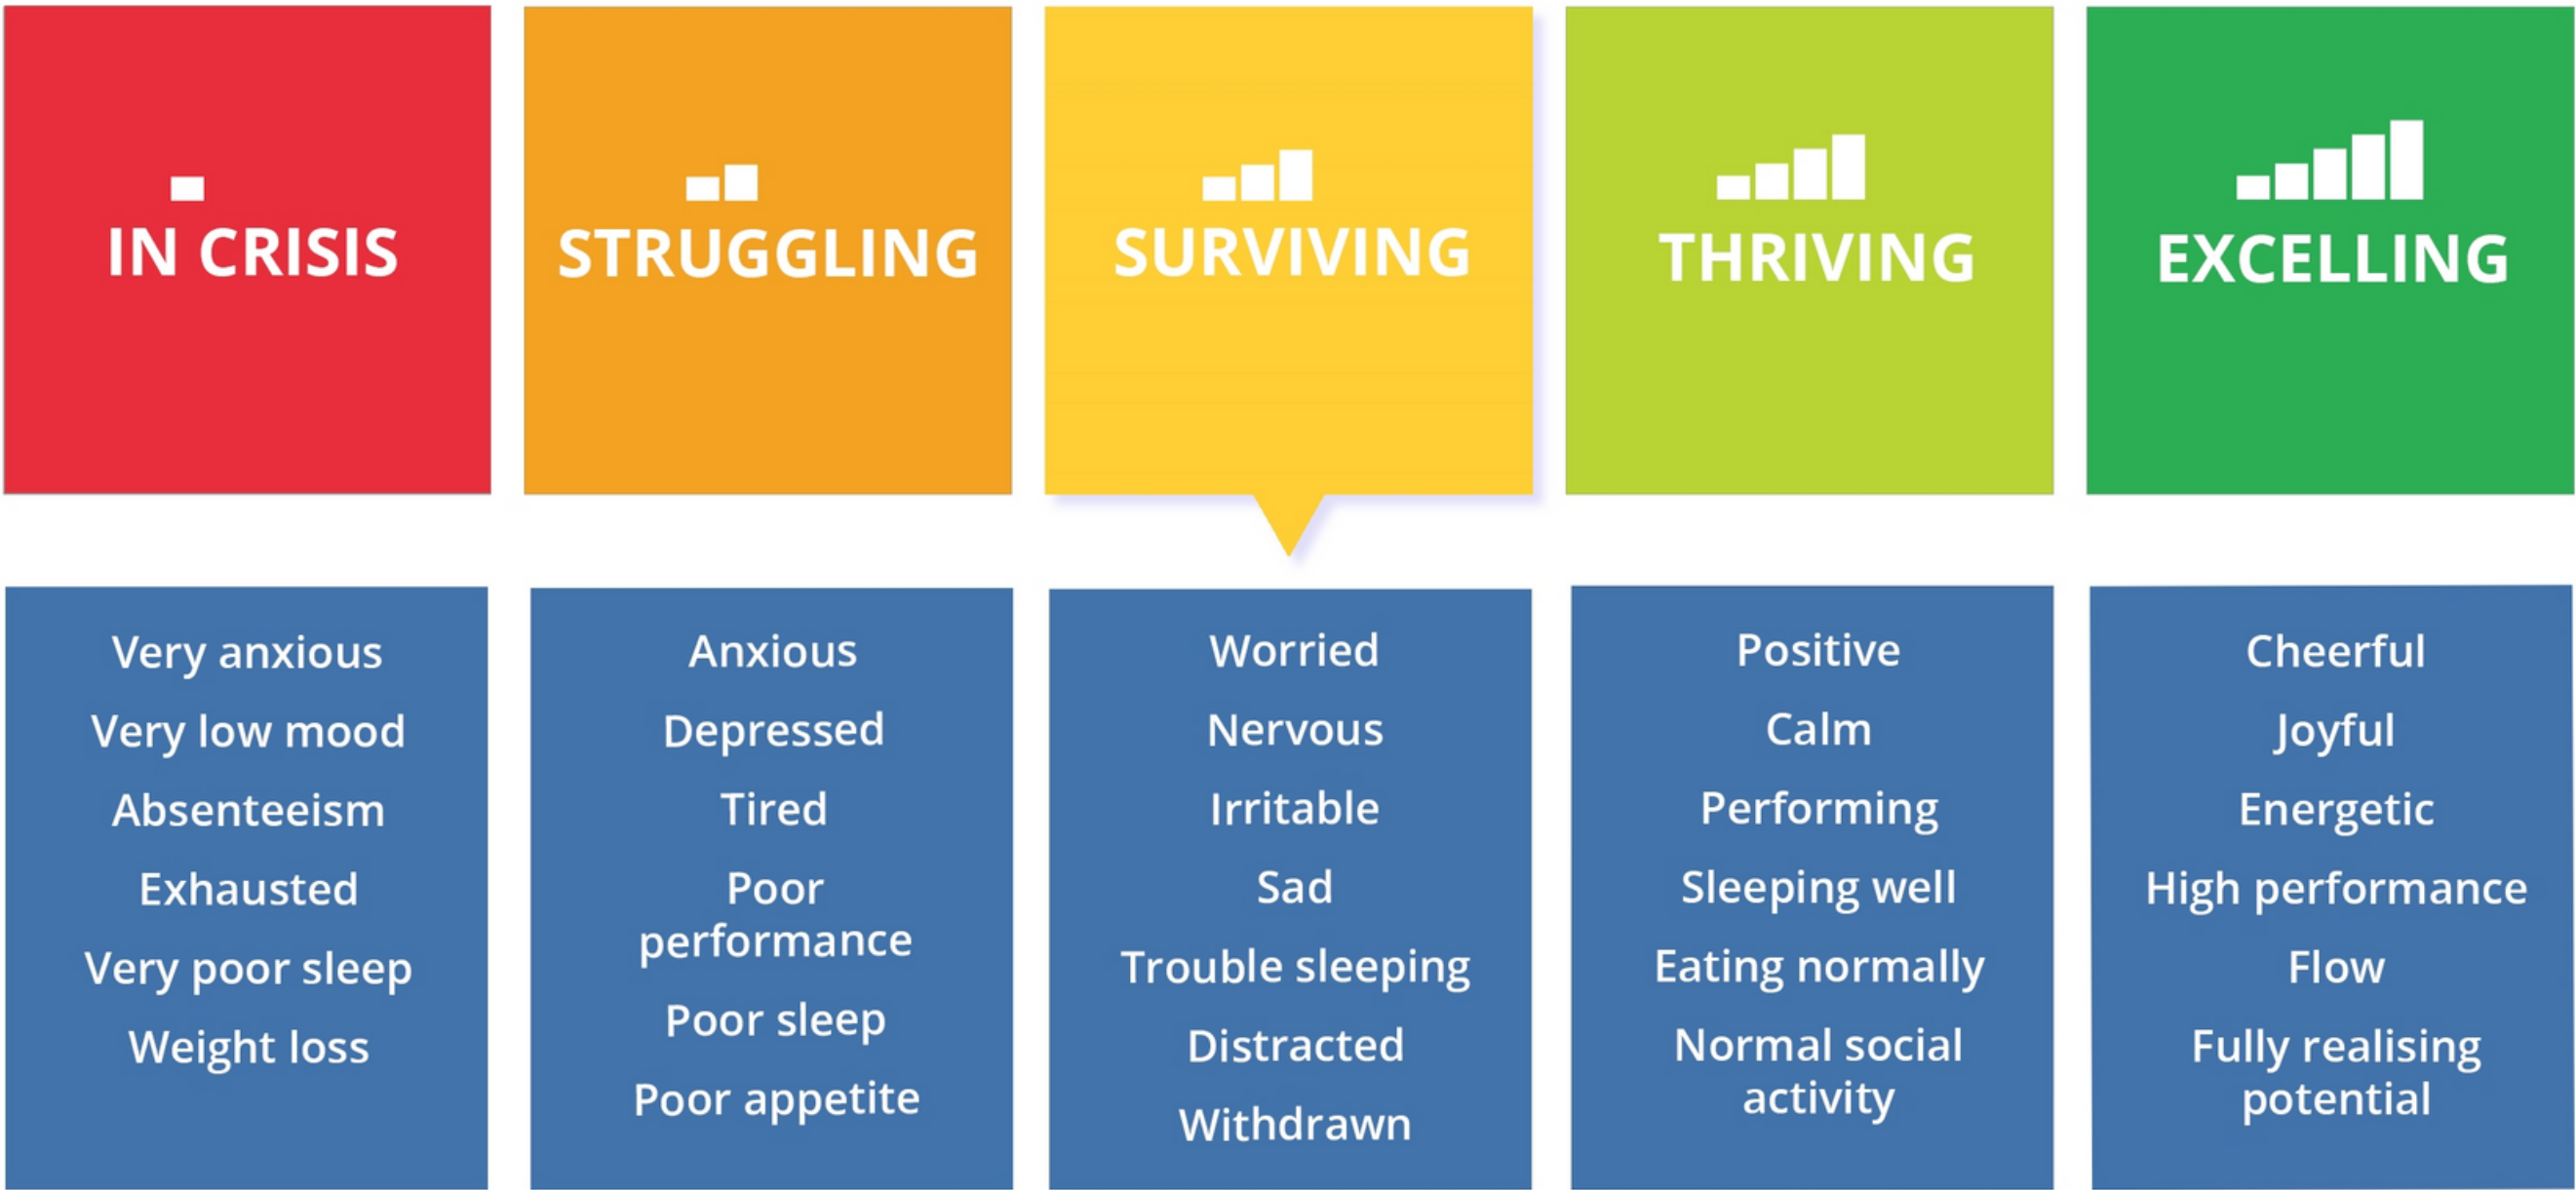 IN CRISIS
STRUGGLING
SURVIVING
THRIVING
EXCELLING
Very anxious
Very low mood
Absenteeism
Exhausted
Very poor sleep
Weight loss
Anxious
Depressed
Tired
Poor
performance
Poor sleep
Poor appetite
Worried
Nervous
Irritable
Sad
Trouble sleeping
Distracted
Withdrawn
Positive
Calm
Performing
Sleeping well
Eating normally
Normal social
activity
Cheerful
Joyful
Energetic
High performance
Flow
Fully realising
potential